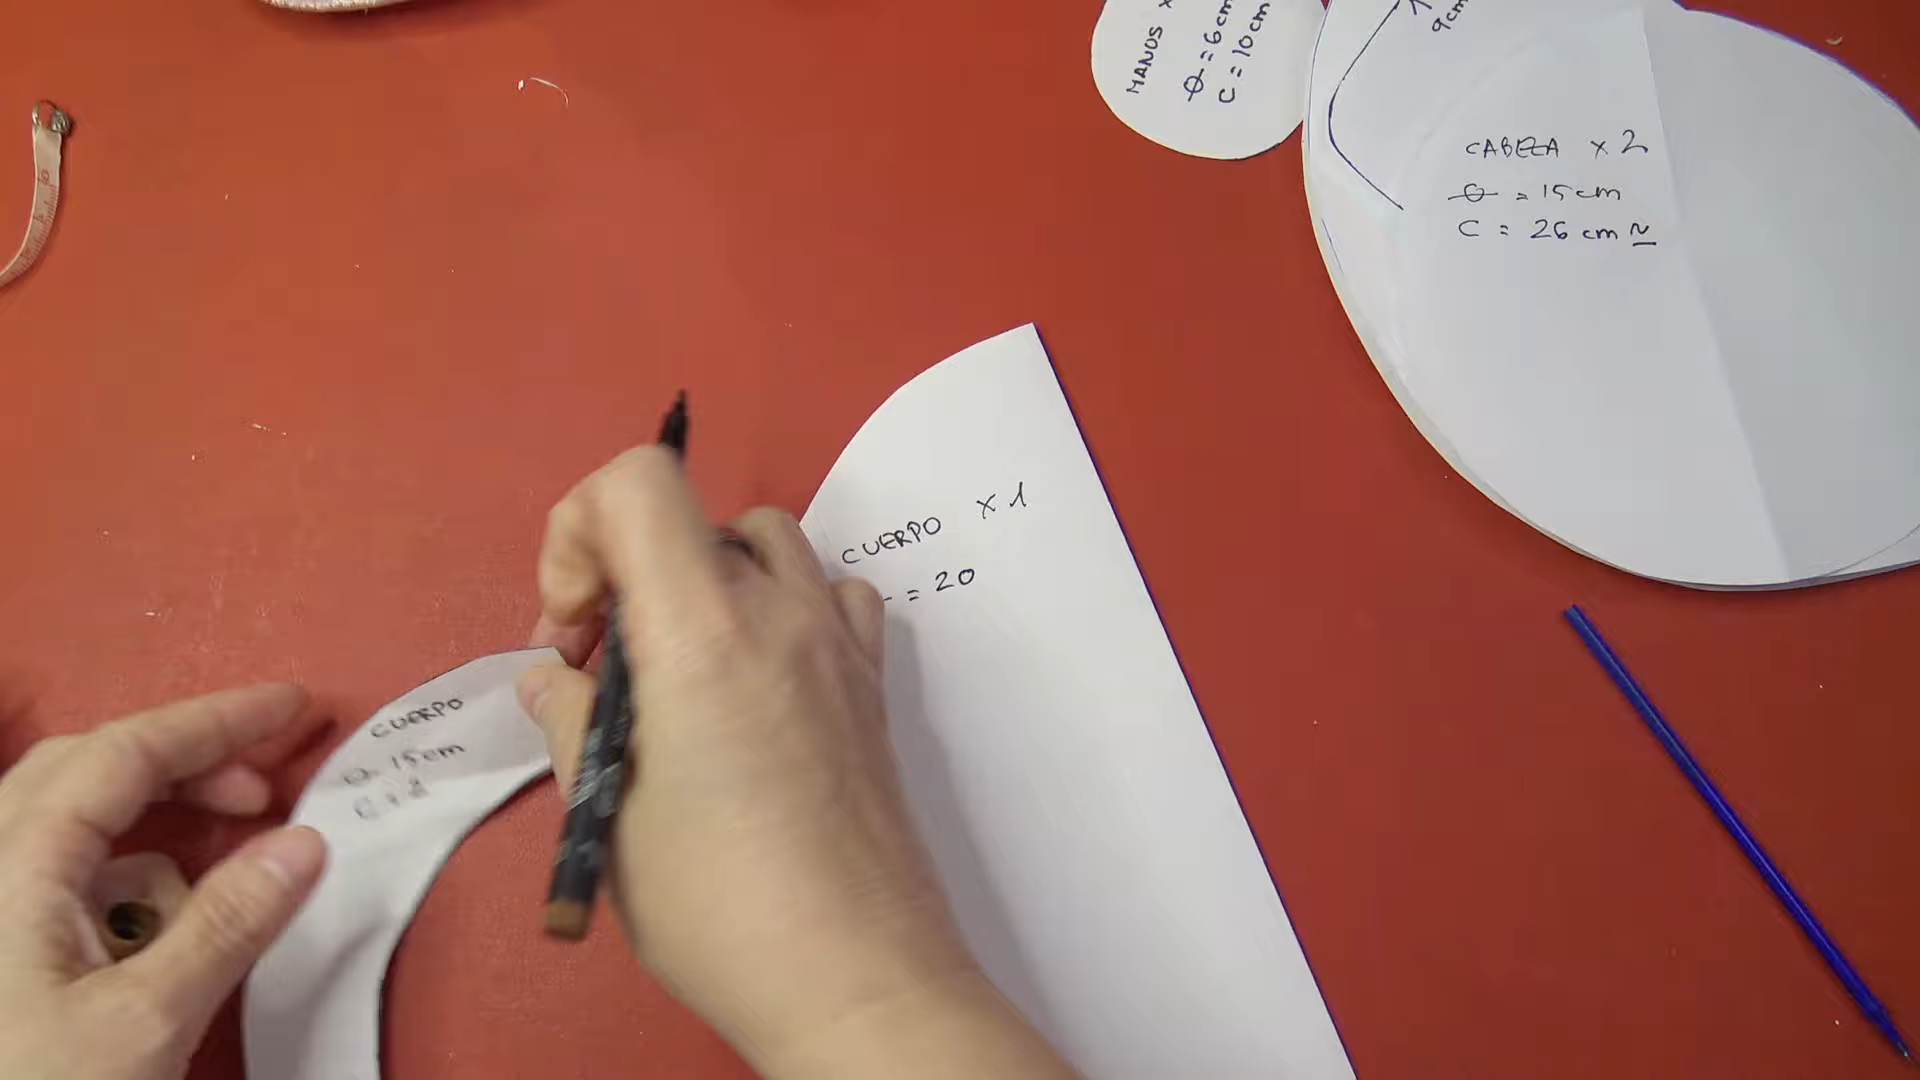 MANOS x
Ø = 6cm
C = 10cm
9cm
CABEZA x 2
Ø = 15cm
C = 26 cm ≃
CUERPO x 1
= 20
CUERPO
15cm